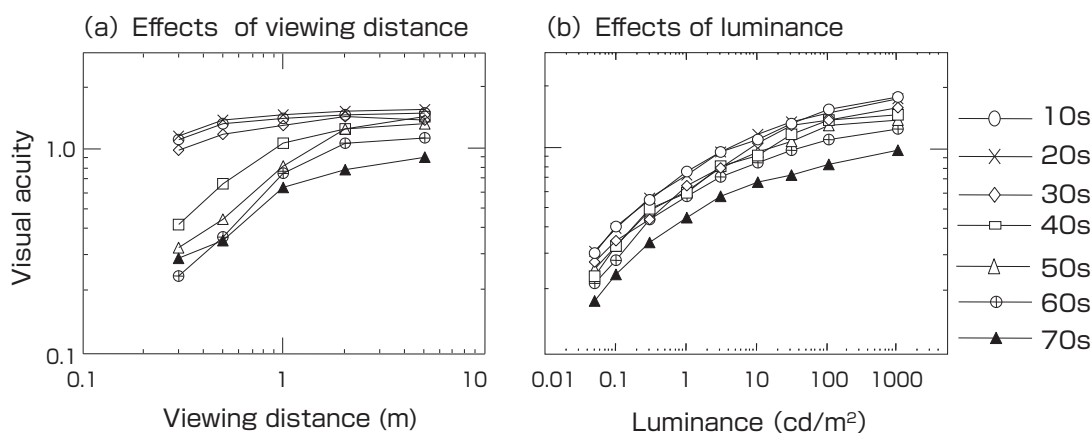 (a) Effects of viewing distance
(b) Effects of luminance
Visual acuity
1.0
0.1
0.1 1 10
Viewing distance (m)
0.01 0.1 1 10 100 1000
Luminance (cd/m²)
10s
20s
30s
40s
50s
60s
70s